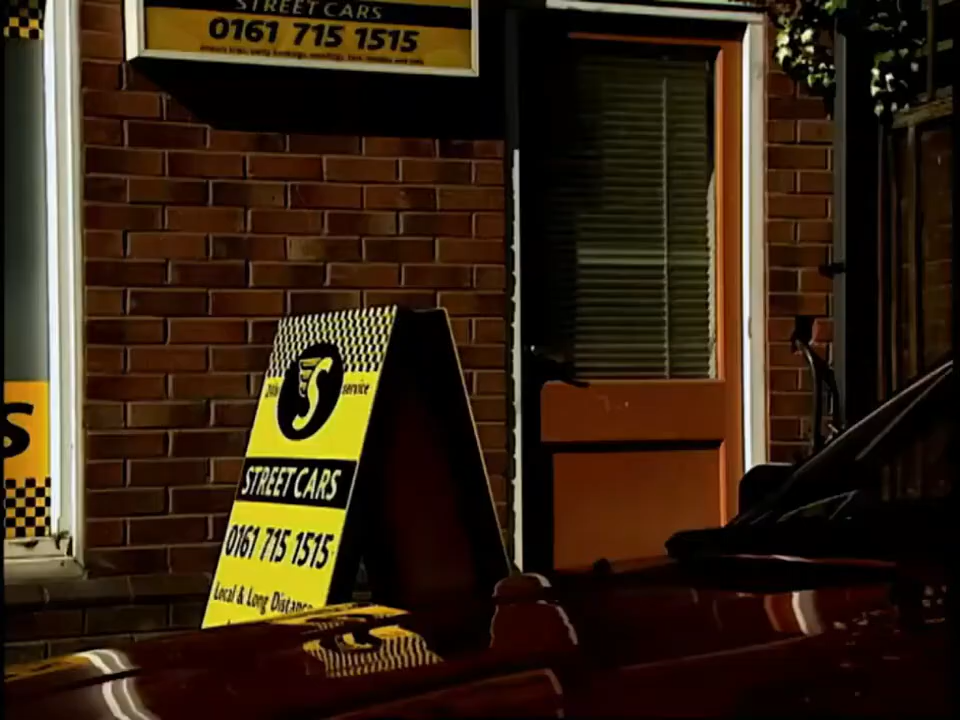 STREET CARS
0161 715 1515
24hr service
S
STREET CARS
0161 715 1515
Local & Long Distance
S